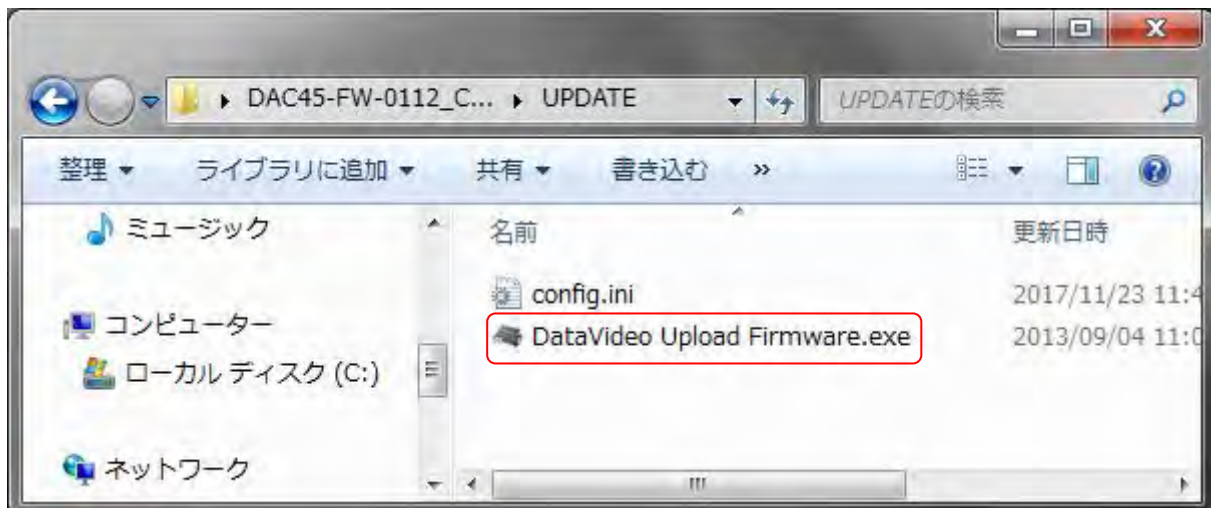 DAC45-FW-0112_C... UPDATE UPDATEの検索
整理 ライブラリに追加 共有 書き込む »
ミュージック
コンピューター
ローカル ディスク (C:)
ネットワーク
名前 更新日時
config.ini 2017/11/23 11:4
DataVideo Upload Firmware.exe 2013/09/04 11:0